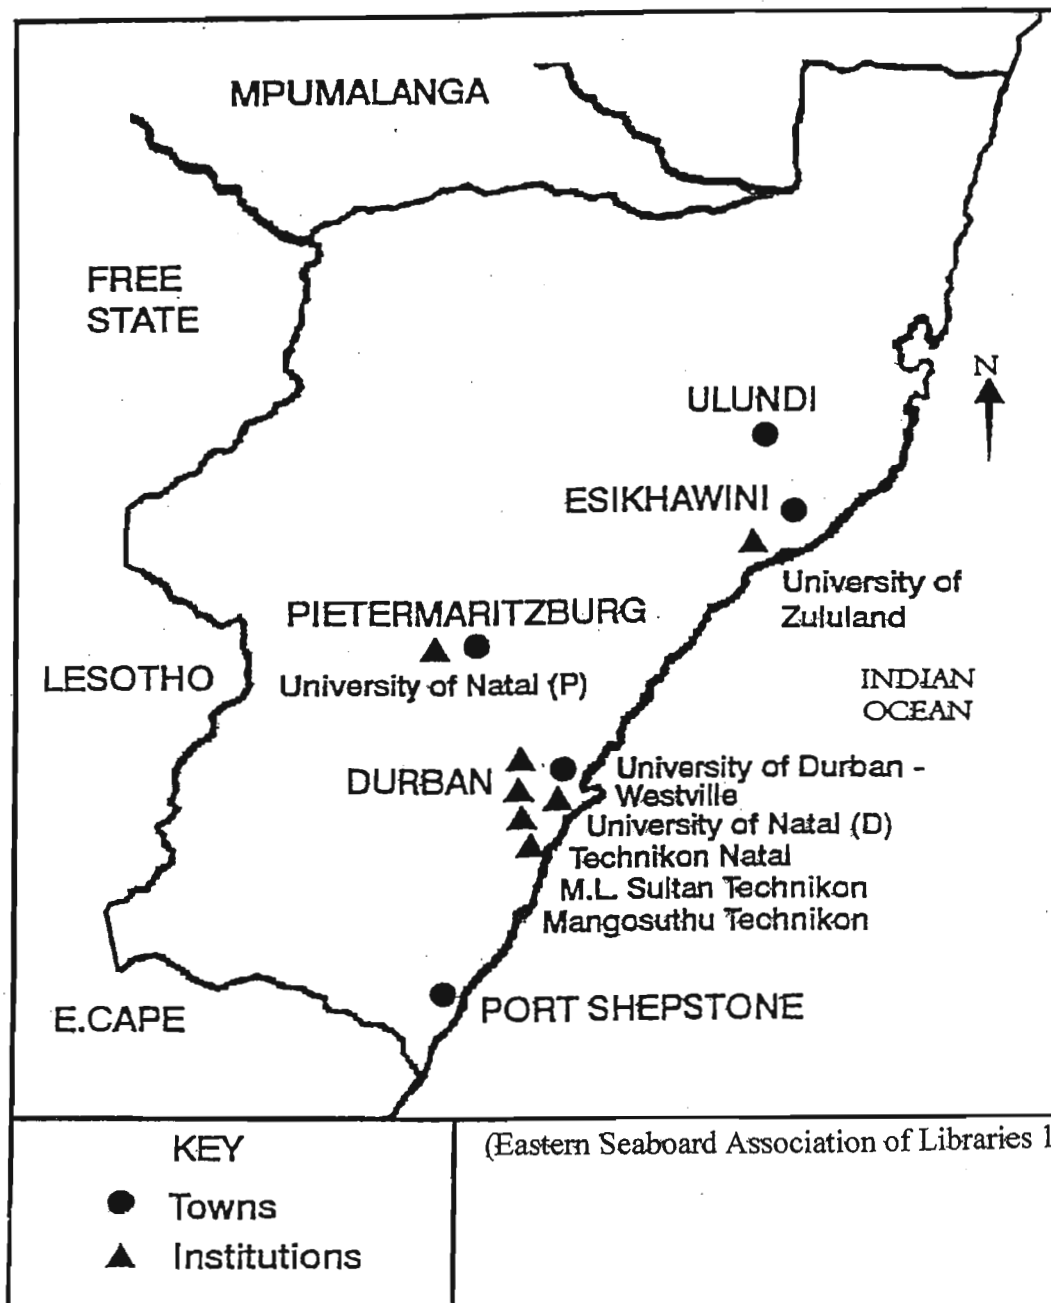 MPUMALANGA
FREE
STATE
N
ULUNDI
ESIKHAWINI
University of
Zululand
PIETERMARITZBURG
University of Natal (P)
LESOTHO
INDIAN
OCEAN
DURBAN
University of Durban -
Westville
University of Natal (D)
Technikon Natal
M.L. Sultan Technikon
Mangosuthu Technikon
PORT SHEPSTONE
E.CAPE
KEY
Towns
Institutions
(Eastern Seaboard Association of Libraries 1